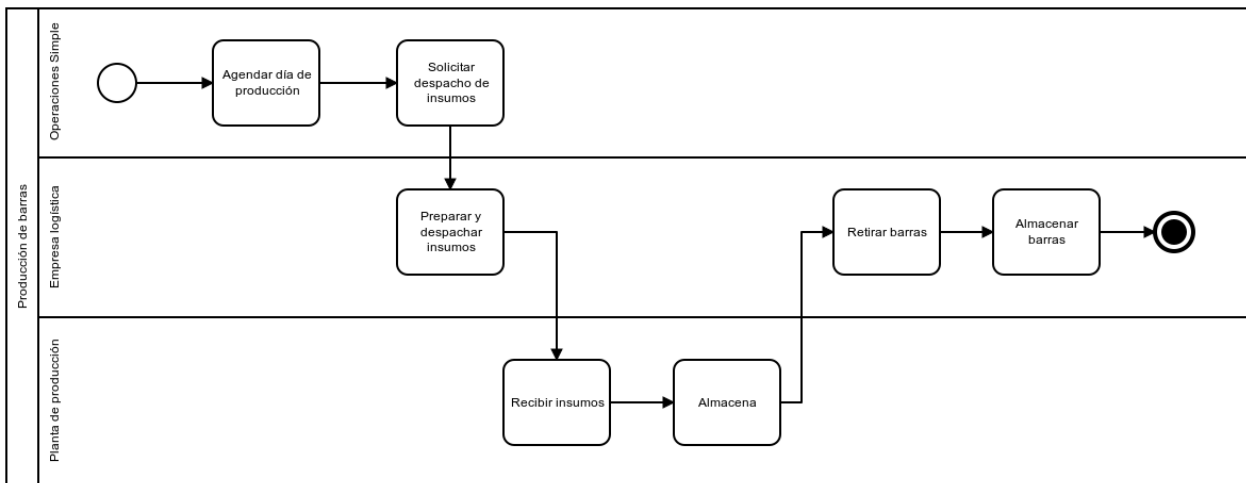 Producción de barras
Operaciones Simple
Agendar día de
producción
Solicitar
despacho de
insumos
Empresa logística
Preparar y
despachar
insumos
Retirar barras
Almacenar
barras
Planta de producción
Recibir insumos
Almacena